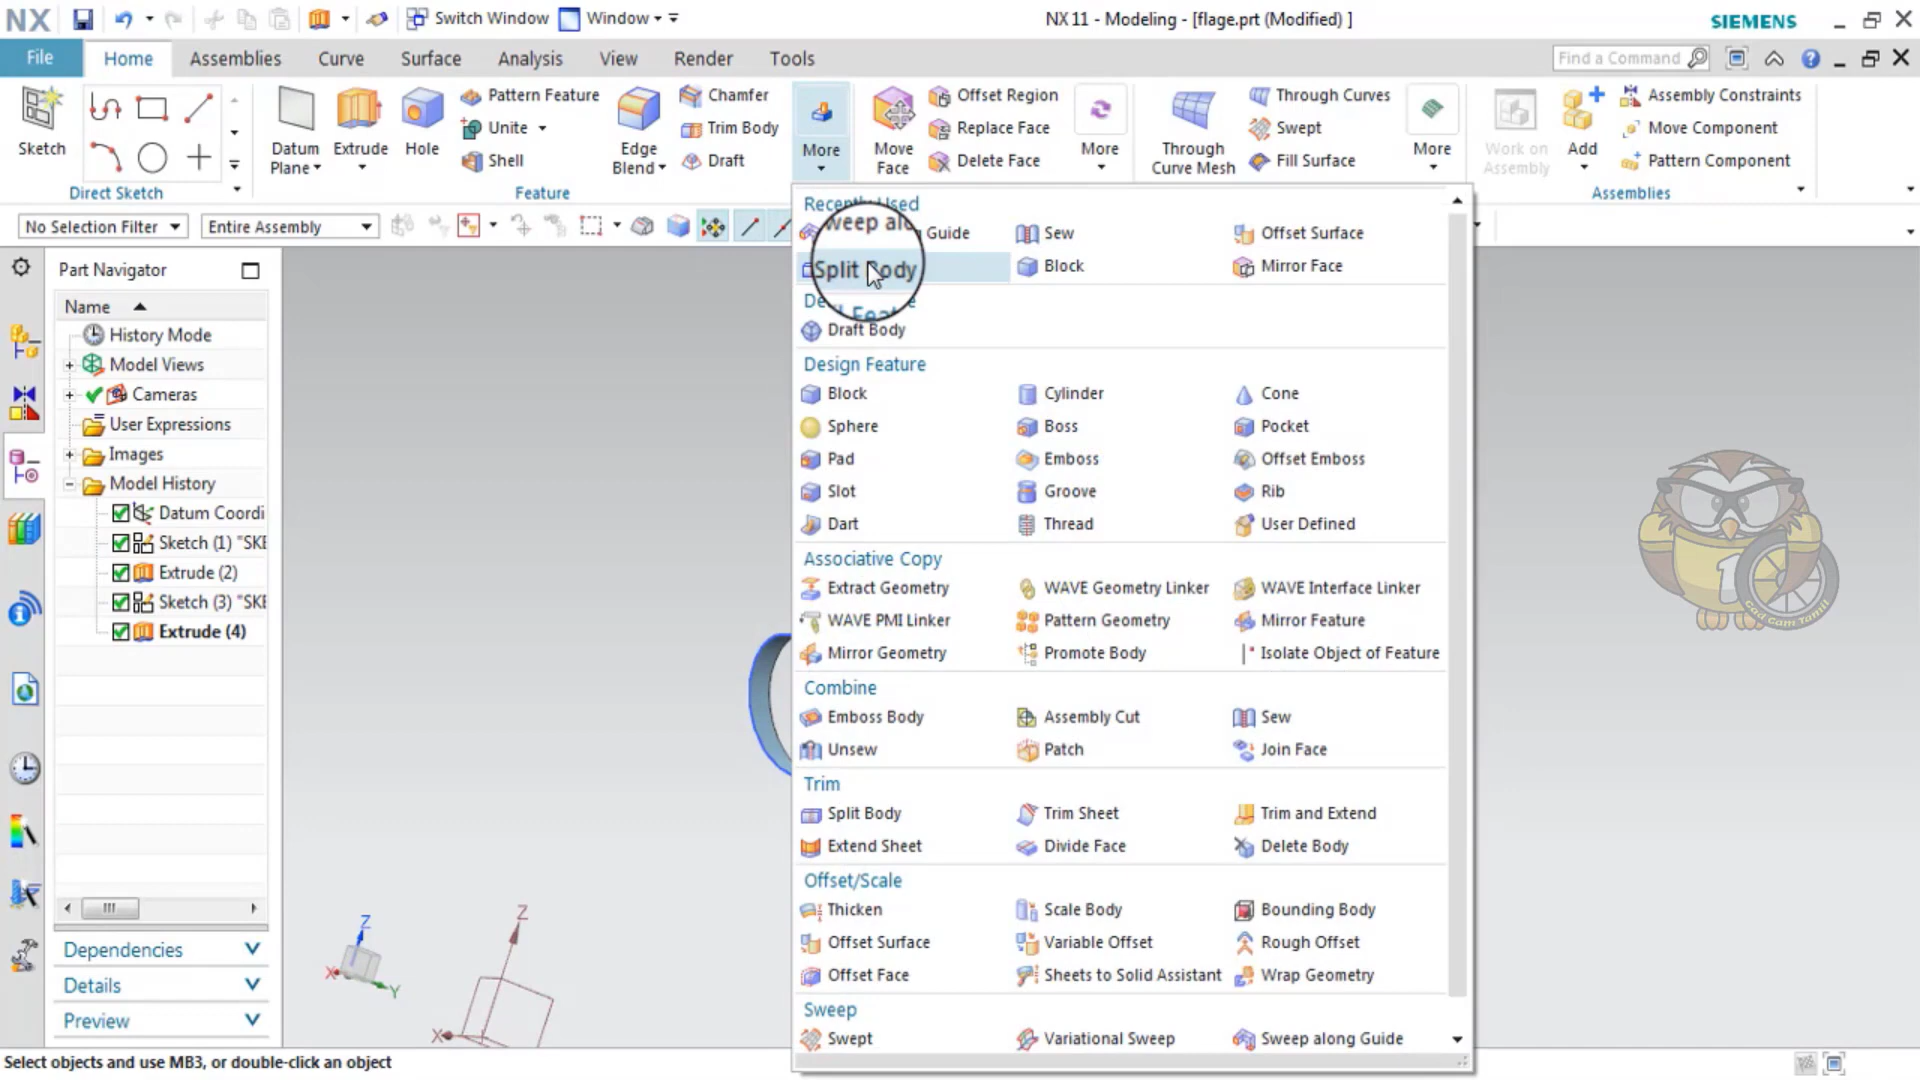 NX Switch Window Window NX 11 - Modeling - [flage.prt (Modified) ] SIEMENS
File Home Assemblies Curve Surface Analysis View Render Tools Find a Command
Sketch
Direct Sketch
Datum Plane
Extrude
Hole
Pattern Feature
Unite
Shell
Edge Blend
Chamfer
Trim Body
Draft
Feature
More
Move Face
Offset Region
Replace Face
Delete Face
More
Through Curve Mesh
Through Curves
Swept
Fill Surface
More
Work on Assembly
Add
Assembly Constraints
Move Component
Pattern Component
Assemblies
No Selection Filter Entire Assembly
Part Navigator
Name
History Mode
Model Views
Cameras
User Expressions
Images
Model History
Datum Coordi
Sketch (1) "SKE
Extrude (2)
Sketch (3) "SKE
Extrude (4)
Dependencies
Details
Preview
Recently Used
weep al Guide Sew Offset Surface
Split Body Block Mirror Face
Draft Body
Design Feature
Block Cylinder Cone
Sphere Boss Pocket
Pad Emboss Offset Emboss
Slot Groove Rib
Dart Thread User Defined
Associative Copy
Extract Geometry WAVE Geometry Linker WAVE Interface Linker
WAVE PMI Linker Pattern Geometry Mirror Feature
Mirror Geometry Promote Body Isolate Object of Feature
Combine
Emboss Body Assembly Cut Sew
Unsew Patch Join Face
Trim
Split Body Trim Sheet Trim and Extend
Extend Sheet Divide Face Delete Body
Offset/Scale
Thicken Scale Body Bounding Body
Offset Surface Variable Offset Rough Offset
Offset Face Sheets to Solid Assistant Wrap Geometry
Sweep
Swept Variational Sweep Sweep along Guide
Z
X
Y
Z
X
Cad Cam Tamil
Select objects and use MB3, or double-click an object